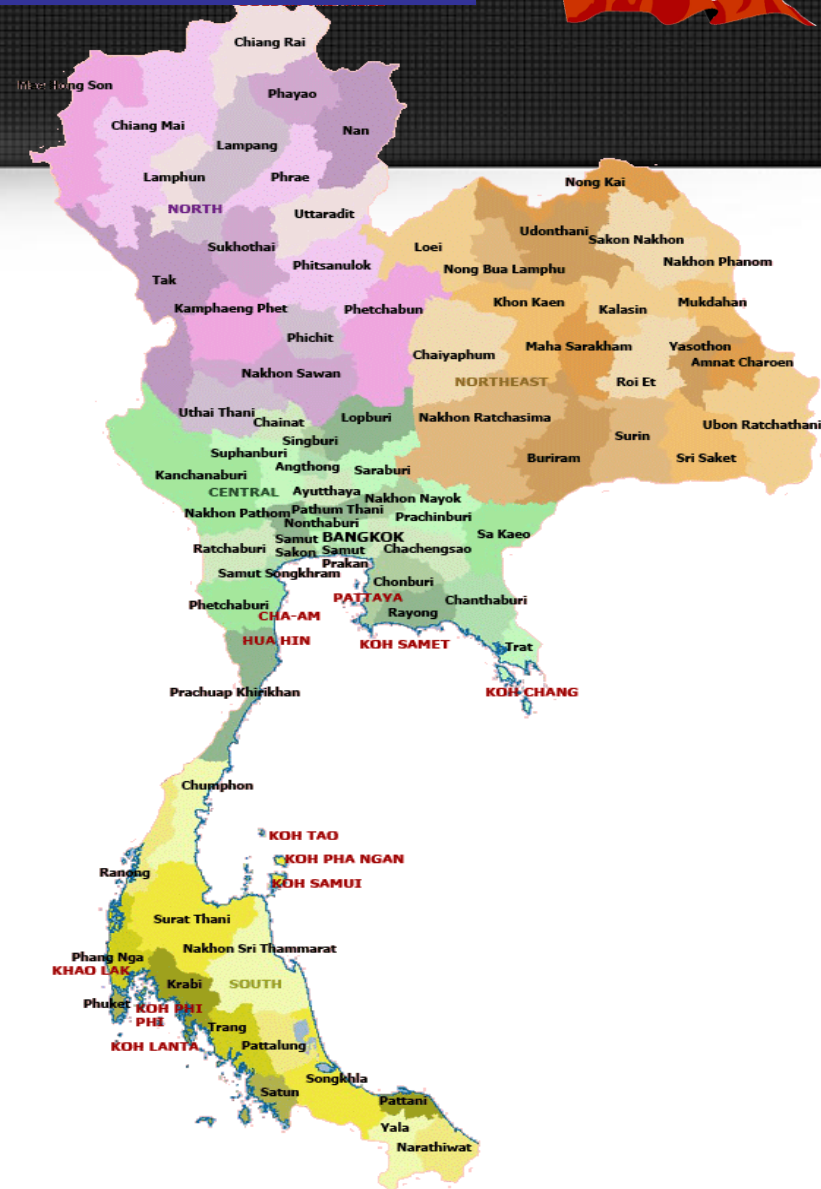 Chiang Rai
Mae Hong Son
Phayao
Chiang Mai
Nan
Lampang
Lamphun
Phrae
NORTH
Uttaradit
Sukhothai
Phitsanulok
Tak
Kamphaeng Phet
Phetchabun
Phichit
Nakhon Sawan
Uthai Thani
Nong Kai
Udonthani
Sakon Nakhon
Loei
Nakhon Phanom
Nong Bua Lamphu
Khon Kaen
Kalasin
Mukdahan
Maha Sarakham
Yasothon
Chaiyaphum
Amnat Charoen
NORTHEAST
Roi Et
Nakhon Ratchasima
Ubon Ratchathani
Surin
Buriram
Sri Saket
Chainat
Lopburi
Singburi
Suphanburi
Angthong
Saraburi
Kanchanaburi
CENTRAL
Ayutthaya
Nakhon Nayok
Nakhon Pathom
Pathum Thani
Prachinburi
Nonthaburi
Sa Kaeo
Samut
Sakon
BANGKOK
Ratchaburi
Samut
Prakan
Chachengsao
Samut Songkhram
Chonburi
Phetchaburi
PATTAYA
Chanthaburi
CHA-AM
Rayong
HUA HIN
KOH SAMET
Trat
Prachuap Khirikhan
KOH CHANG
Chumphon
KOH TAO
KOH PHA NGAN
Ranong
KOH SAMUI
Surat Thani
Nakhon Sri Thammarat
Phang Nga
KHAO LAK
Krabi
SOUTH
Phuket
KOH PHI
PHI
Trang
KOH LANTA
Pattalung
Songkhla
Satun
Pattani
Yala
Narathiwat